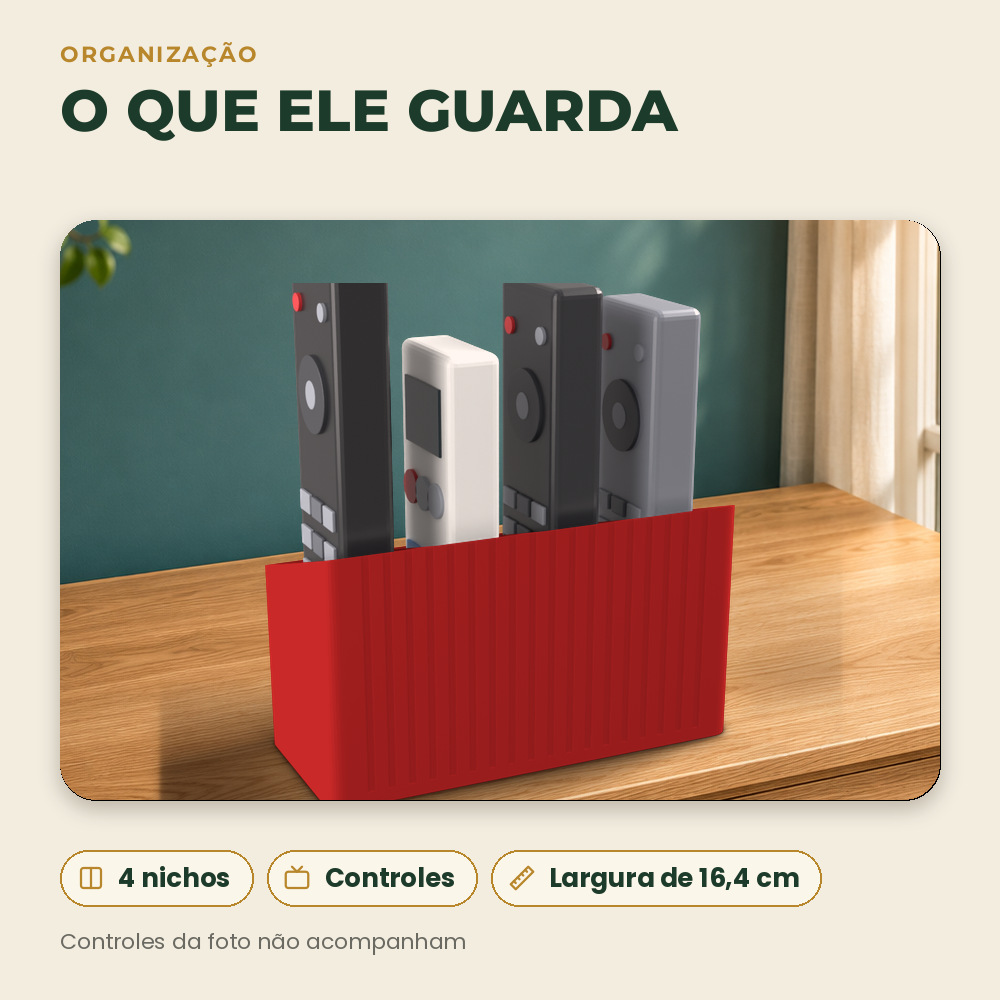 ORGANIZAÇÃO
O QUE ELE GUARDA
4 nichos
Controles
Largura de 16,4 cm
Controles da foto não acompanham